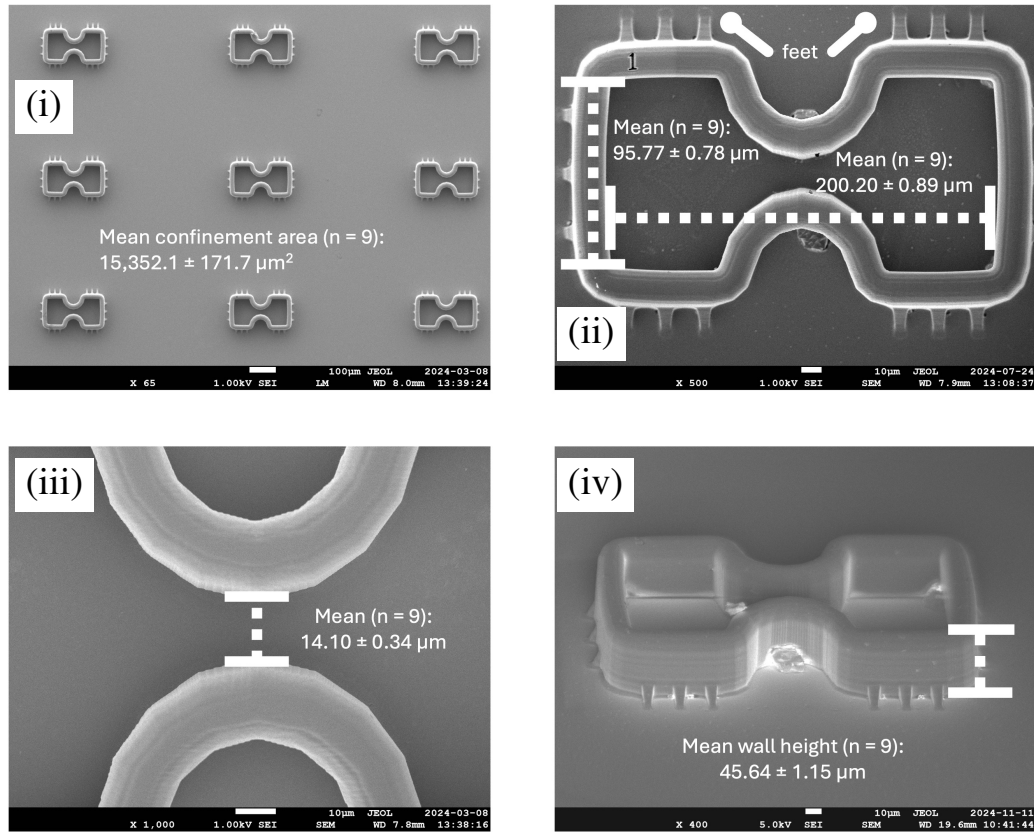 (i)
Mean confinement area (n = 9):
15,352.1 ± 171.7 µm²
100µm JEOL 2024-03-08
X 65 1.00kV SEI LM WD 8.0mm 13:39:24
(ii)
feet
1
Mean (n = 9):
95.77 ± 0.78 µm
Mean (n = 9):
200.20 ± 0.89 µm
10µm JEOL 2024-07-24
X 500 1.00kV SEI SEM WD 7.9mm 13:08:37
(iii)
Mean (n = 9):
14.10 ± 0.34 µm
10µm JEOL 2024-03-08
X 1,000 1.00kV SEI SEM WD 7.8mm 13:38:16
(iv)
Mean wall height (n = 9):
45.64 ± 1.15 µm
10µm JEOL 2024-11-11
X 400 5.0kV SEI SEM WD 19.6mm 10:41:44